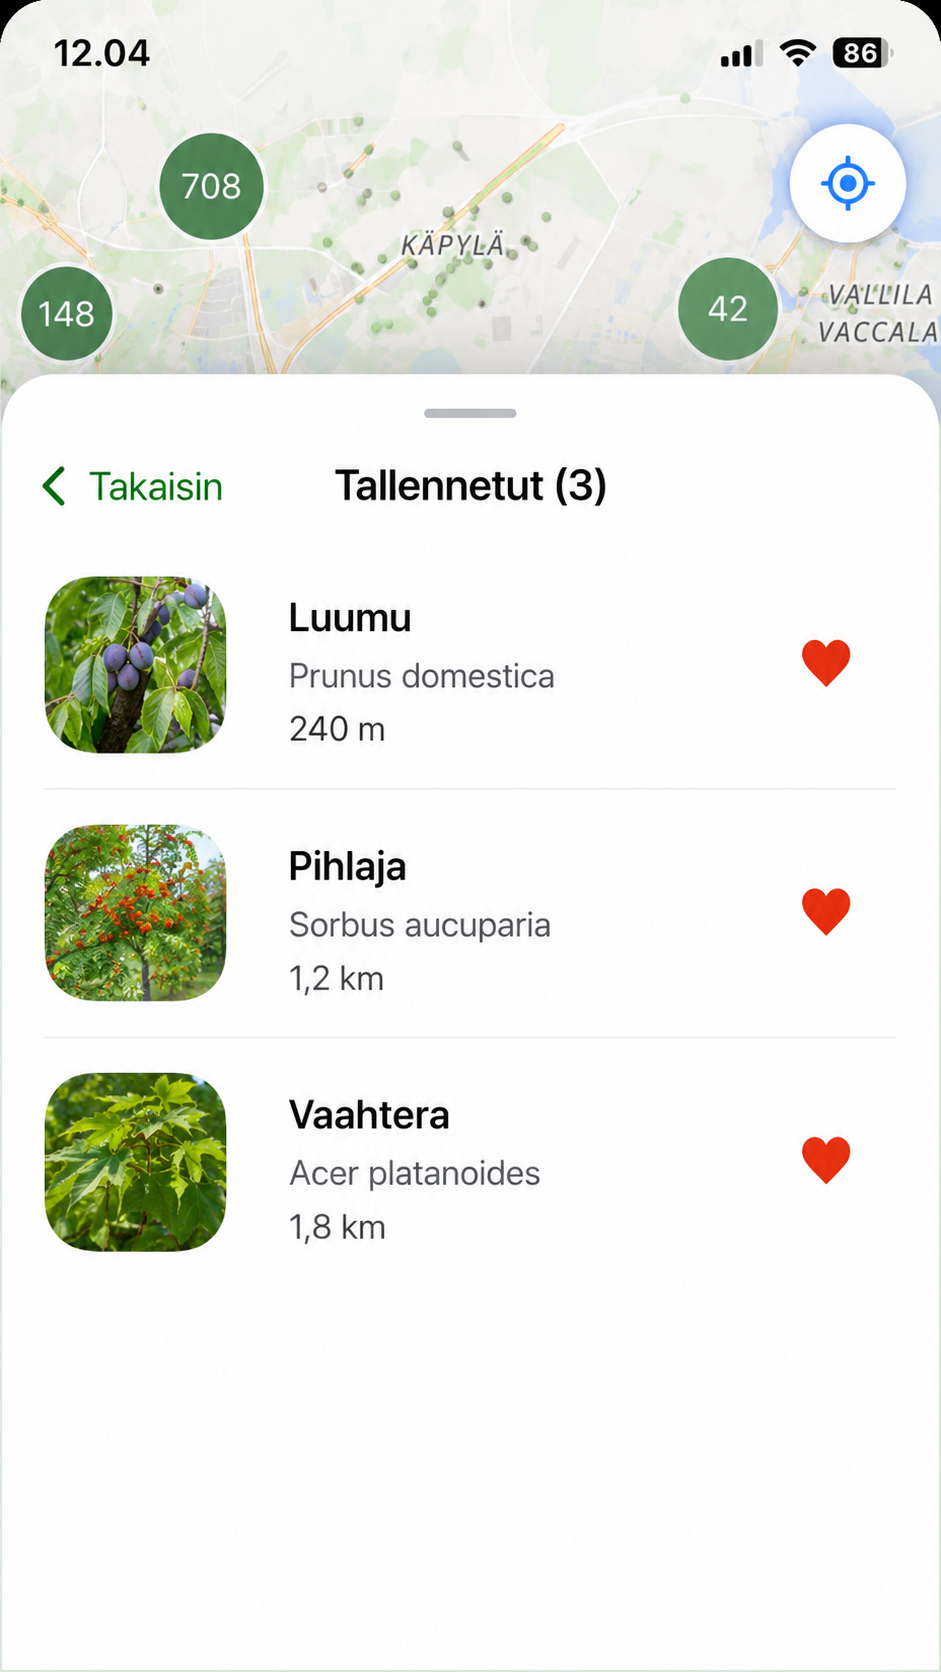 12.04
86
708
KÄPYLÄ
148
42
VALLILA
VACCALA
Takaisin
Tallennetut (3)
Luumu
Prunus domestica
240 m
Pihlaja
Sorbus aucuparia
1,2 km
Vaahtera
Acer platanoides
1,8 km